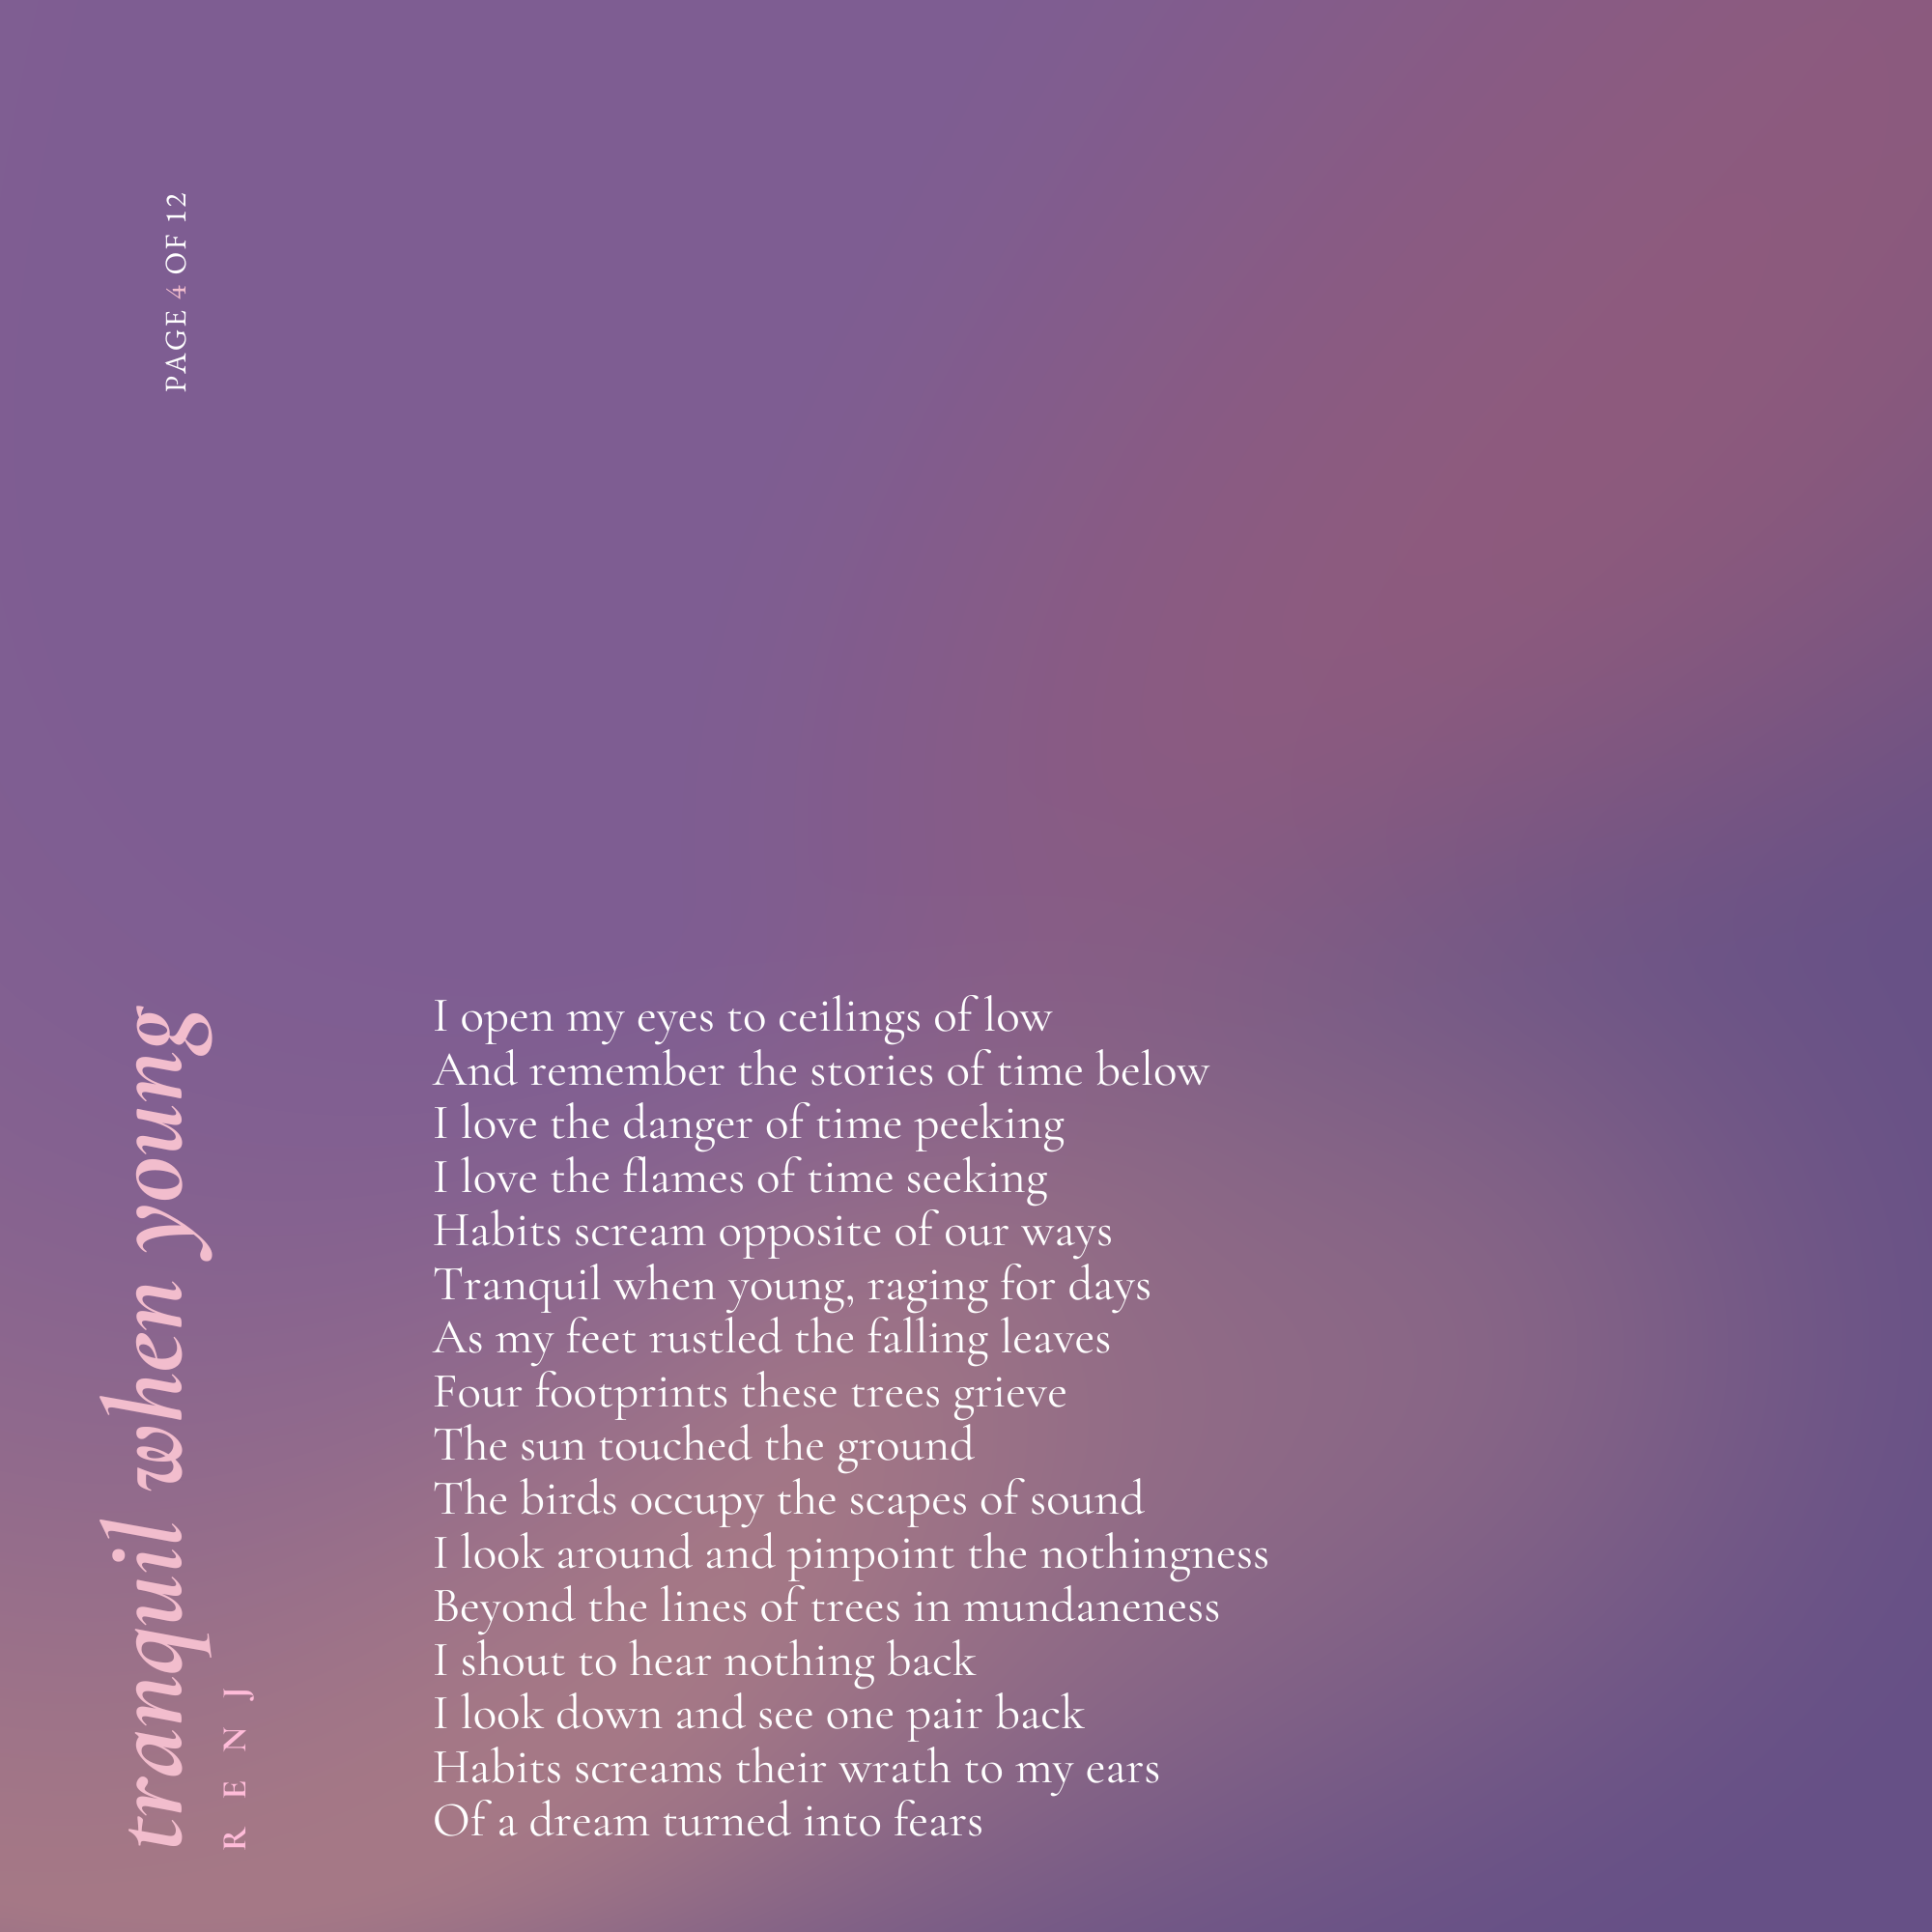 PAGE 4 OF 12
tranquil when young
RENJ
I open my eyes to ceilings of low
And remember the stories of time below
I love the danger of time peeking
I love the flames of time seeking
Habits scream opposite of our ways
Tranquil when young, raging for days
As my feet rustled the falling leaves
Four footprints these trees grieve
The sun touched the ground
The birds occupy the scapes of sound
I look around and pinpoint the nothingness
Beyond the lines of trees in mundaneness
I shout to hear nothing back
I look down and see one pair back
Habits screams their wrath to my ears
Of a dream turned into fears